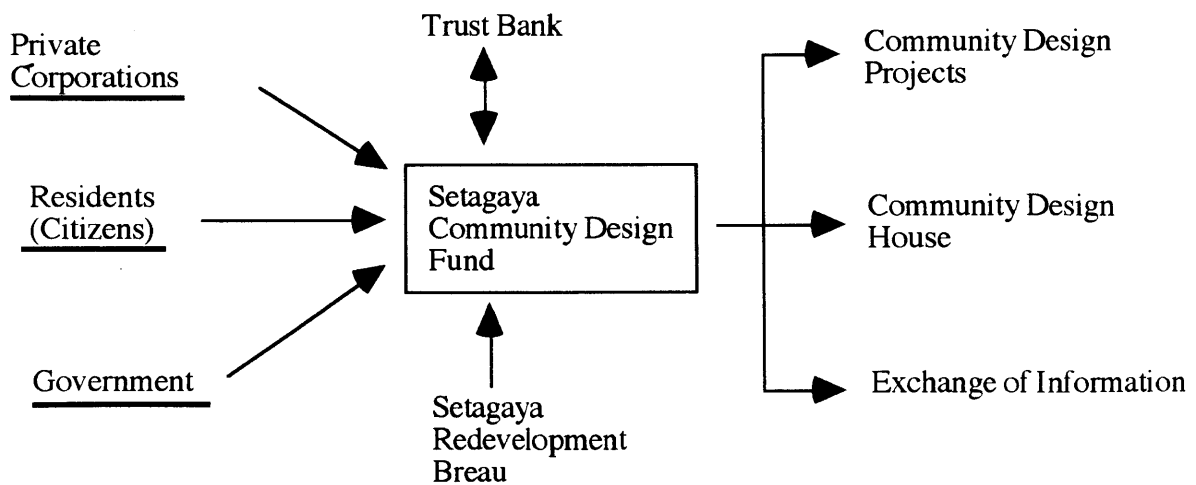 Private
Corporations
Residents
(Citizens)
Government
Trust Bank
Setagaya
Community Design
Fund
Setagaya
Redevelopment
Breau
Community Design
Projects
Community Design
House
Exchange of Information